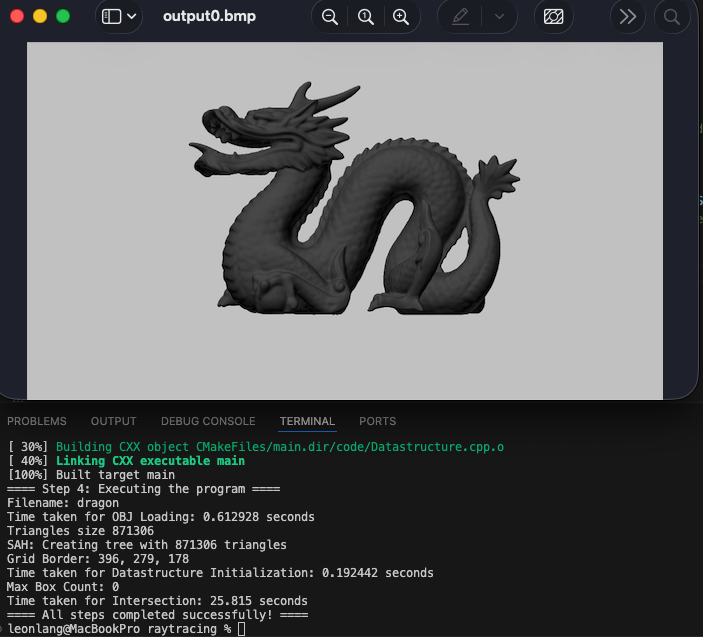 output0.bmp
PROBLEMS OUTPUT DEBUG CONSOLE TERMINAL PORTS
[ 30%] Building CXX object CMakeFiles/main.dir/code/Datastructure.cpp.o
[ 40%] Linking CXX executable main
[100%] Built target main
==== Step 4: Executing the program ====
Filename: dragon
Time taken for OBJ Loading: 0.612928 seconds
Triangles size 871306
SAH: Creating tree with 871306 triangles
Grid Border: 396, 279, 178
Time taken for Datastructure Initialization: 0.192442 seconds
Max Box Count: 0
Time taken for Intersection: 25.815 seconds
==== All steps completed successfully! ====
leonlang@MacBookPro raytracing %